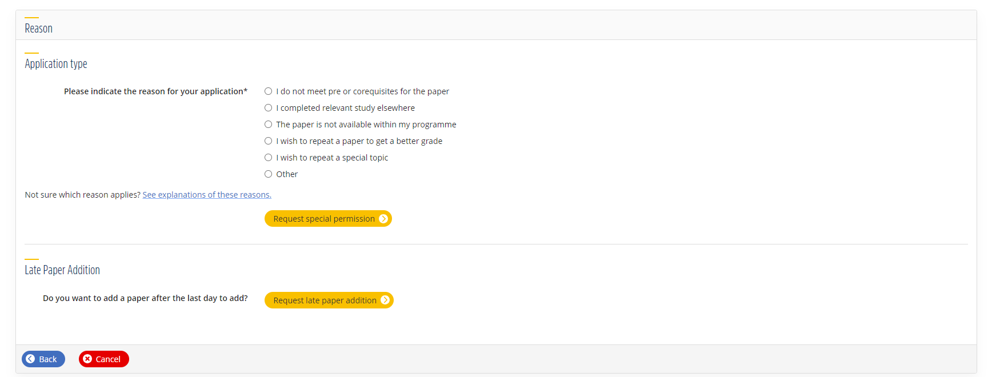 Reason
Application type
Please indicate the reason for your application*
I do not meet pre or corequisites for the paper
I completed relevant study elsewhere
The paper is not available within my programme
I wish to repeat a paper to get a better grade
I wish to repeat a special topic
Other
Not sure which reason applies? See explanations of these reasons.
Request special permission
Late Paper Addition
Do you want to add a paper after the last day to add?
Request late paper addition
Back
Cancel